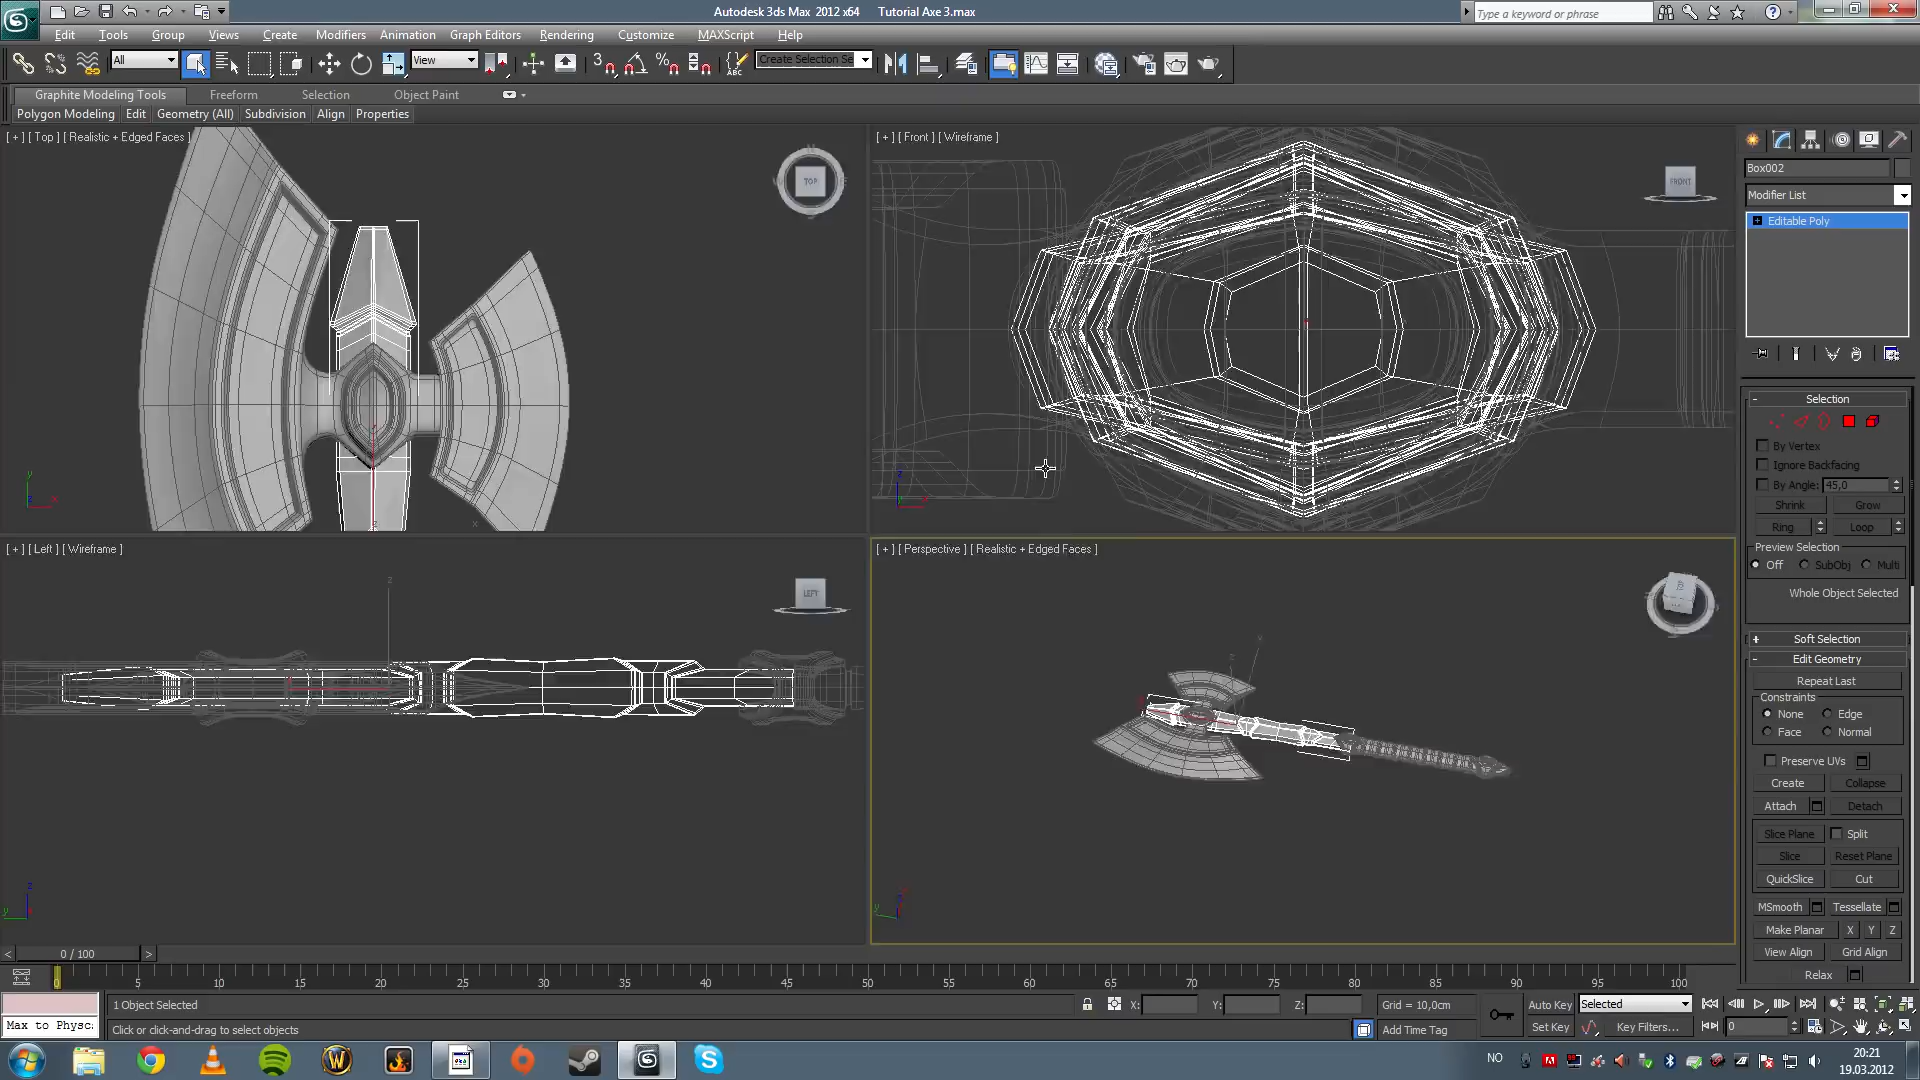 Autodesk 3ds Max 2012 x64 Tutorial Axe 3.max
Type a keyword or phrase
Edit Tools Group Views Create Modifiers Animation Graph Editors Rendering Customize MAXScript Help
All View 3 Create Selection Se
Graphite Modeling Tools Freeform Selection Object Paint
Polygon Modeling Edit Geometry (All) Subdivision Align Properties
[ + ] [ Top ] [ Realistic + Edged Faces ]
TOP
[ + ] [ Front ] [ Wireframe ]
FRONT
Box002
Modifier List
Editable Poly
Selection
By Vertex
Ignore Backfacing
By Angle: 45,0
Shrink Grow
Ring Loop
Preview Selection
Off SubObj Multi
Whole Object Selected
Soft Selection
Edit Geometry
Repeat Last
Constraints
None Edge
Face Normal
Preserve UVs
Create Collapse
Attach Detach
Slice Plane Split
Slice Reset Plane
QuickSlice Cut
MSmooth Tessellate
Make Planar X Y Z
View Align Grid Align
Relax
[ + ] [ Left ] [ Wireframe ]
LEFT
[ + ] [ Perspective ] [ Realistic + Edged Faces ]
< 0 / 100 >
0 5 10 15 20 25 30 35 40 45 50 55 60 65 70 75 80 85 90 95 100
1 Object Selected X: Y: Z: Grid = 10,0cm Auto Key Selected
Max to Physc: Click or click-and-drag to select objects Add Time Tag Set Key Key Filters... 0
NO 20:21
19.03.2012